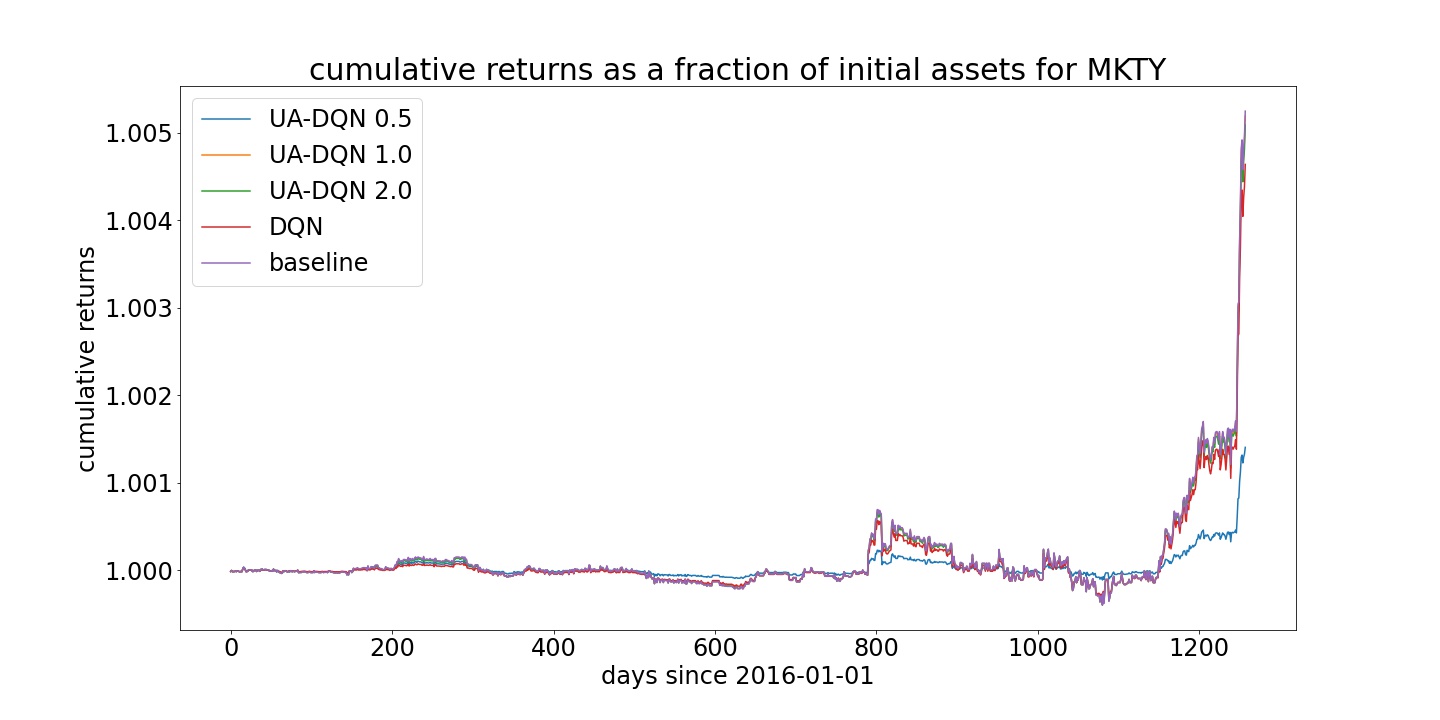 cumulative returns as a fraction of initial assets for MKTY
UA-DQN 0.5
UA-DQN 1.0
UA-DQN 2.0
DQN
baseline
cumulative returns
1.005
1.004
1.003
1.002
1.001
1.000
0 200 400 600 800 1000 1200
days since 2016-01-01